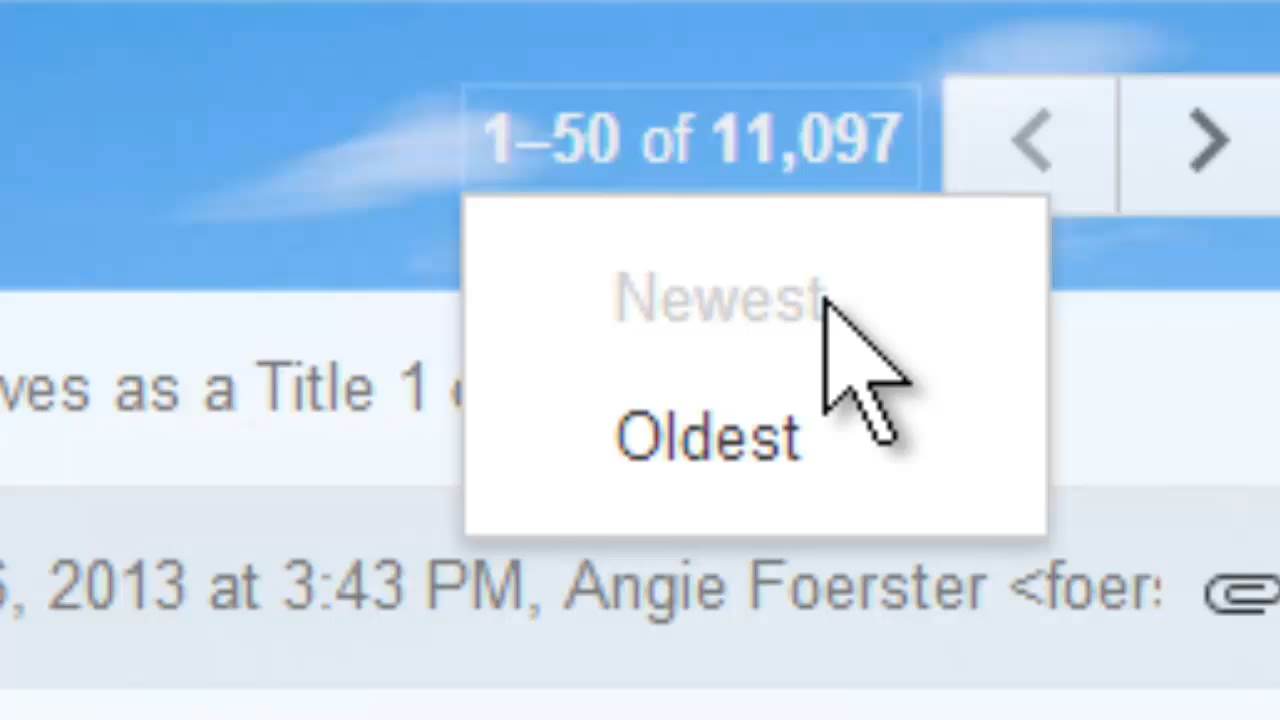 1–50 of 11,097
Newest
ves as a Title 1
Oldest
, 2013 at 3:43 PM, Angie Foerster <foer